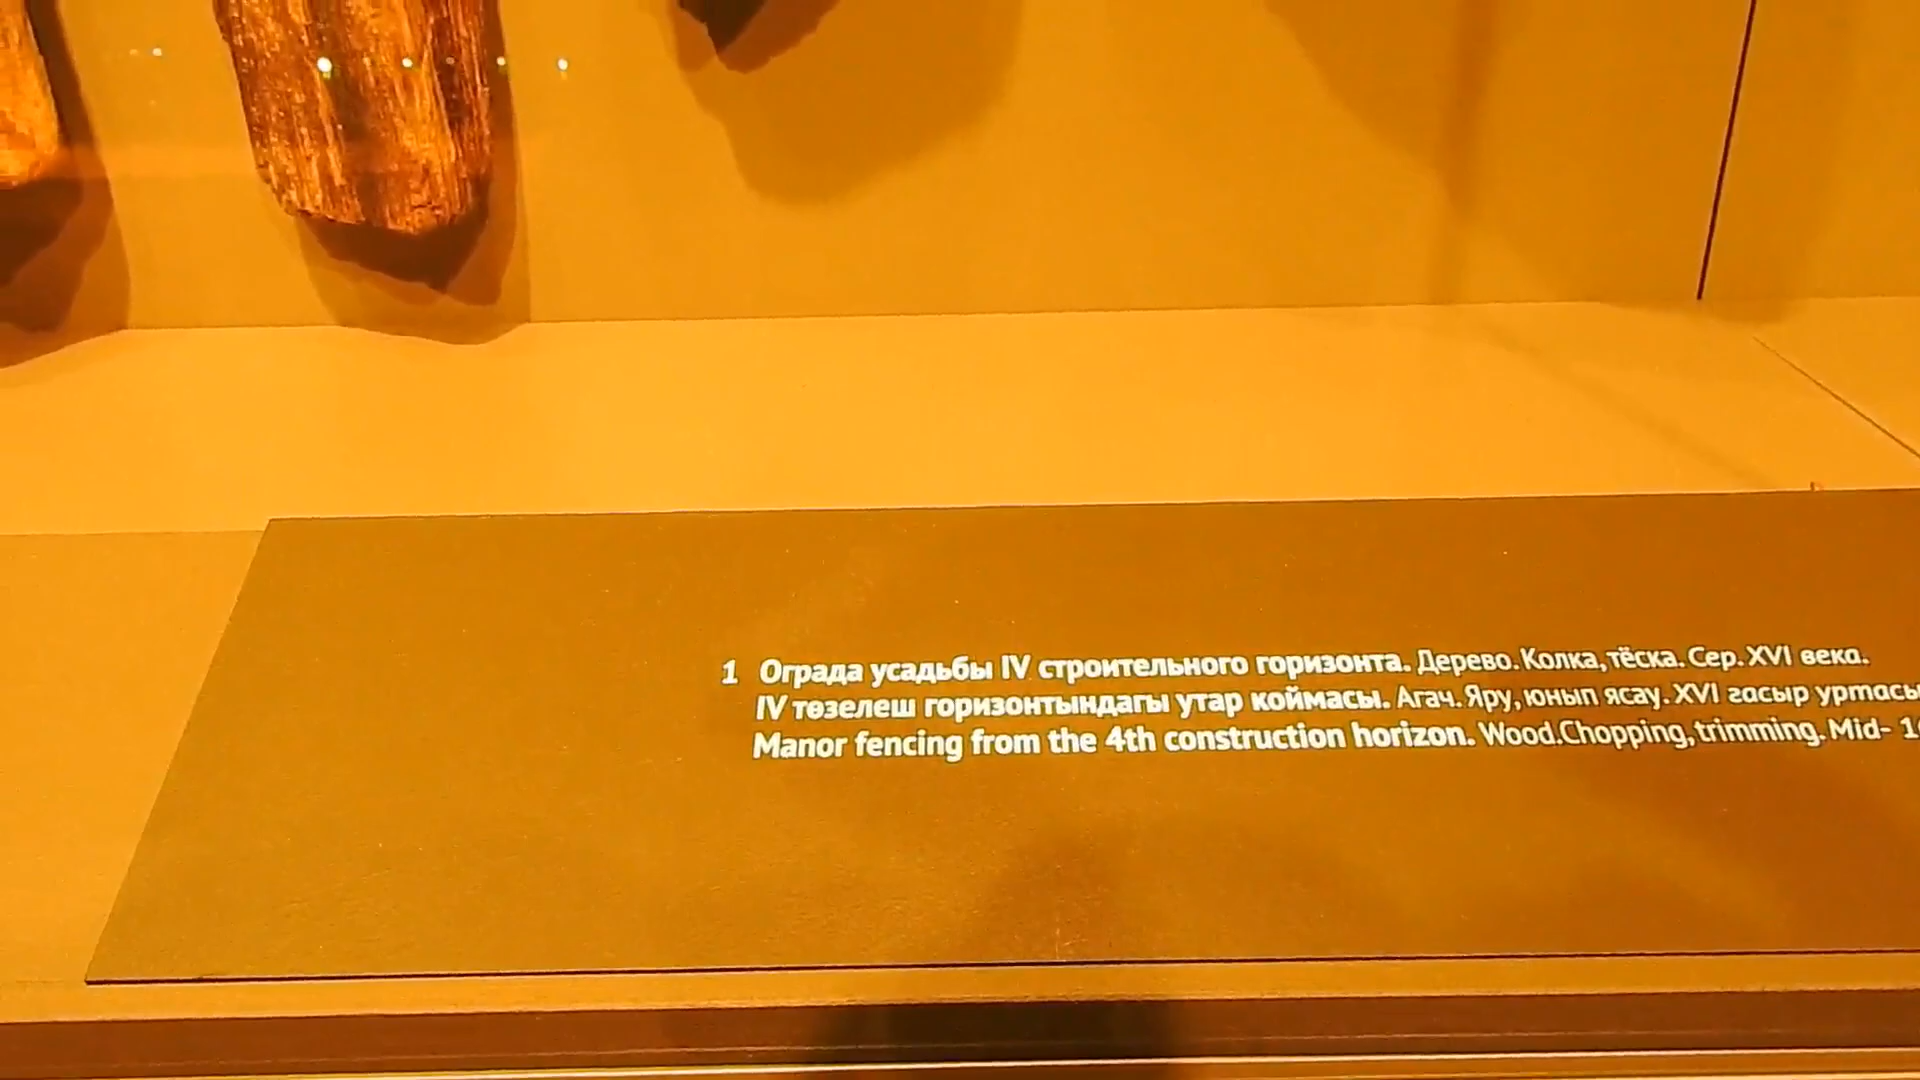 1 Ограда усадьбы IV строительного горизонта. Дерево. Колка, тёска. Сер. XVI века.
IV төзелеш горизонтындагы утар коймасы. Агач. Яру, юнып ясау. XVI гасыр уртасы
Manor fencing from the 4th construction horizon. Wood.Chopping, trimming. Mid-